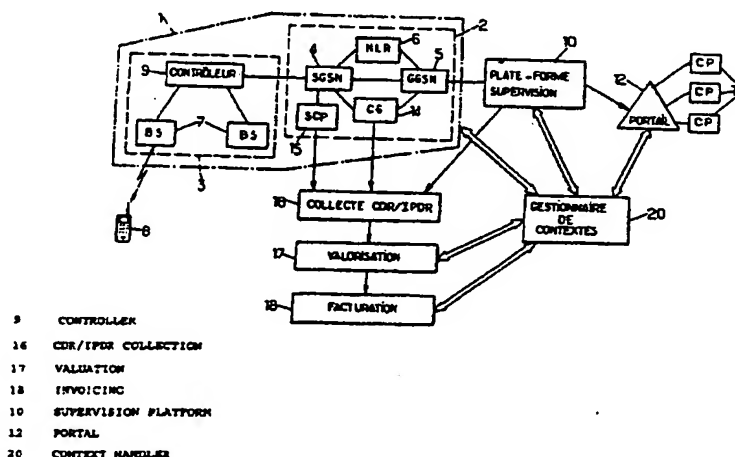 1
2
4
HLR
6
5
9
CONTRÔLEUR
SGSN
GGSN
10
PLATE-FORME
SUPERVISION
12
CP
CP
CP
PORTAIL
SCP
CG
14
15
BS
7
BS
3
8
16
COLLECTE CDR/IPDR
GESTIONNAIRE
DE
CONTEXTES
20
17
VALORISATION
18
FACTURATION
9 CONTROLLER
16 CDR/IPDR COLLECTION
17 VALUATION
18 INVOICING
10 SUPERVISION PLATFORM
12 PORTAL
20 CONTEXT HANDLER